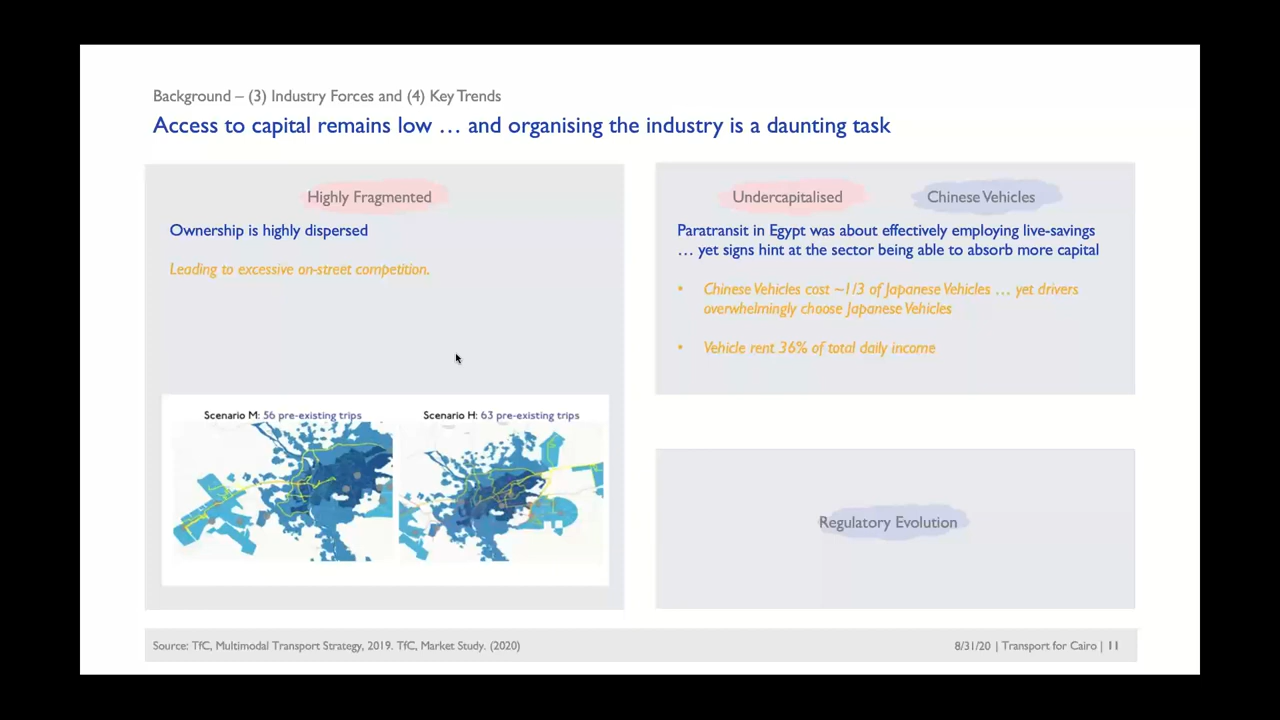 Background – (3) Industry Forces and (4) Key Trends
Access to capital remains low … and organising the industry is a daunting task
Highly Fragmented
Ownership is highly dispersed
Leading to excessive on-street competition.
Scenario M: 56 pre-existing trips
Scenario H: 63 pre-existing trips
Undercapitalised
Chinese Vehicles
Paratransit in Egypt was about effectively employing live-savings
… yet signs hint at the sector being able to absorb more capital
• Chinese Vehicles cost ~1/3 of Japanese Vehicles … yet drivers
overwhelmingly choose Japanese Vehicles
• Vehicle rent 36% of total daily income
Regulatory Evolution
Source: TfC, Multimodal Transport Strategy, 2019. TfC, Market Study. (2020)
8/31/20 | Transport for Cairo | 11